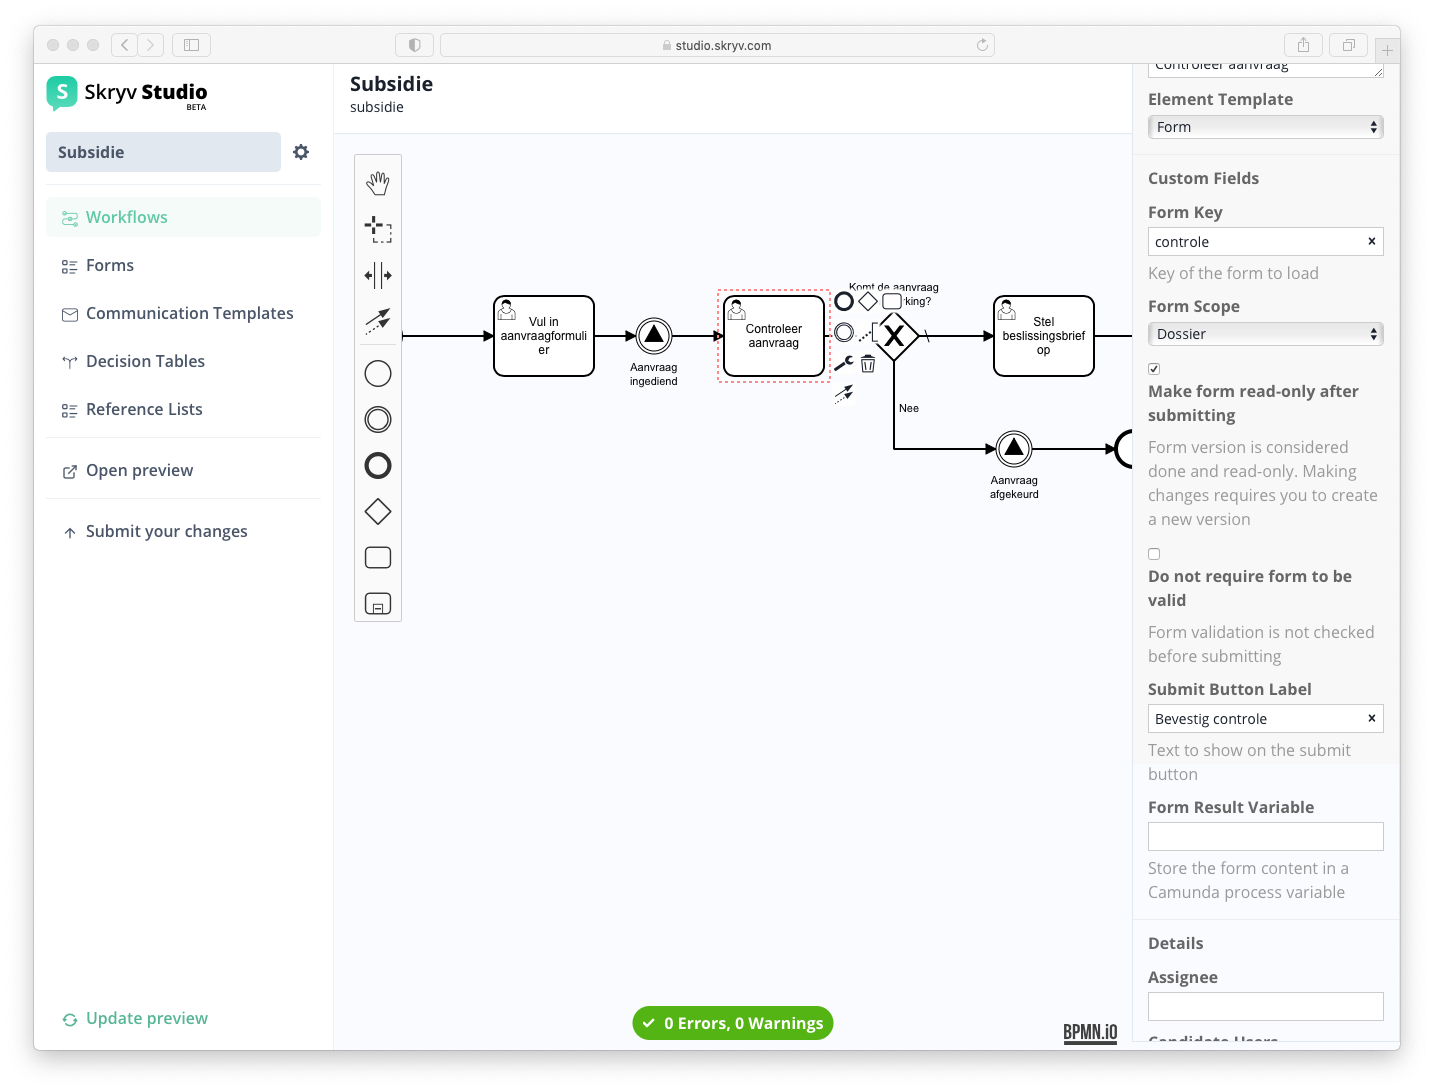 studio.skryv.com
S Skryv Studio
BETA
Subsidie
Workflows
Forms
Communication Templates
Decision Tables
Reference Lists
Open preview
Submit your changes
Update preview
Subsidie
subsidie
Vul in
aanvraagformuli
er
Aanvraag
ingediend
Controleer
aanvraag
Komt de aanvraag
rking?
X
Stel
beslissingsbrief
op
Nee
Aanvraag
afgekeurd
0 Errors, 0 Warnings
BPMN.iO
Controleer aanvraag
Element Template
Form
Custom Fields
Form Key
controle
Key of the form to load
Form Scope
Dossier
Make form read-only after
submitting
Form version is considered
done and read-only. Making
changes requires you to create
a new version
Do not require form to be
valid
Form validation is not checked
before submitting
Submit Button Label
Bevestig controle
Text to show on the submit
button
Form Result Variable
Store the form content in a
Camunda process variable
Details
Assignee
Candidate Users